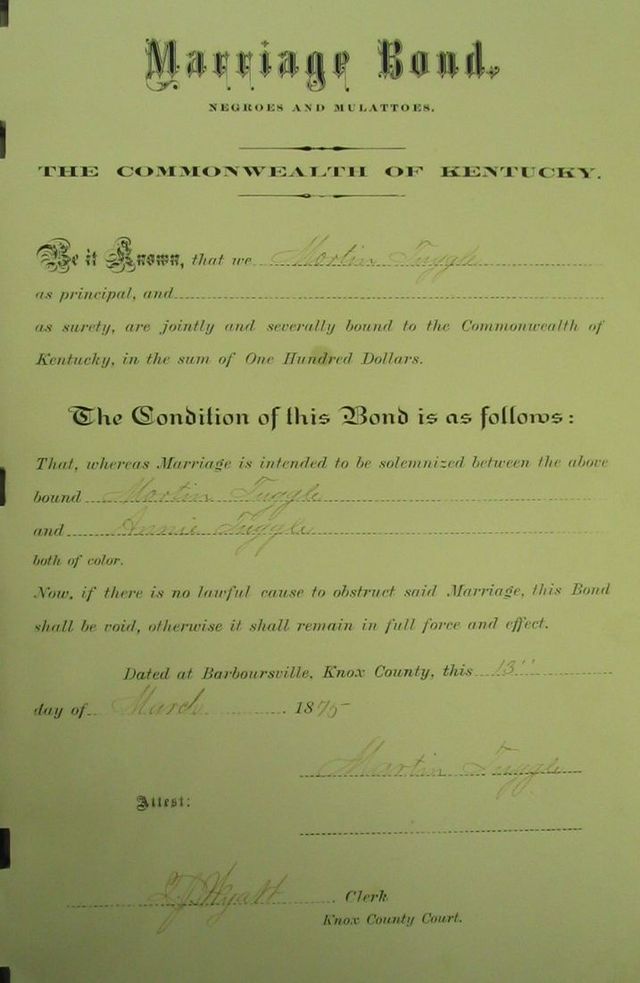 Marriage Bond.
NEGROES AND MULATTOES.
THE COMMONWEALTH OF KENTUCKY.
Be it Known, that we Martin Tuggle
as principal, and
as surety, are jointly and severally bound to the Commonwealth of
Kentucky, in the sum of One Hundred Dollars.
The Condition of this Bond is as follows:
That, whereas Marriage is intended to be solemnized between the above
bound Martin Tuggle
and Annie Tuggle
both of color.
Now, if there is no lawful cause to obstruct said Marriage, this Bond
shall be void, otherwise it shall remain in full force and effect.
Dated at Barboursville, Knox County, this 13"
day of March 1875
Martin Tuggle
Attest:
Wyatt Clerk
Knox County Court.